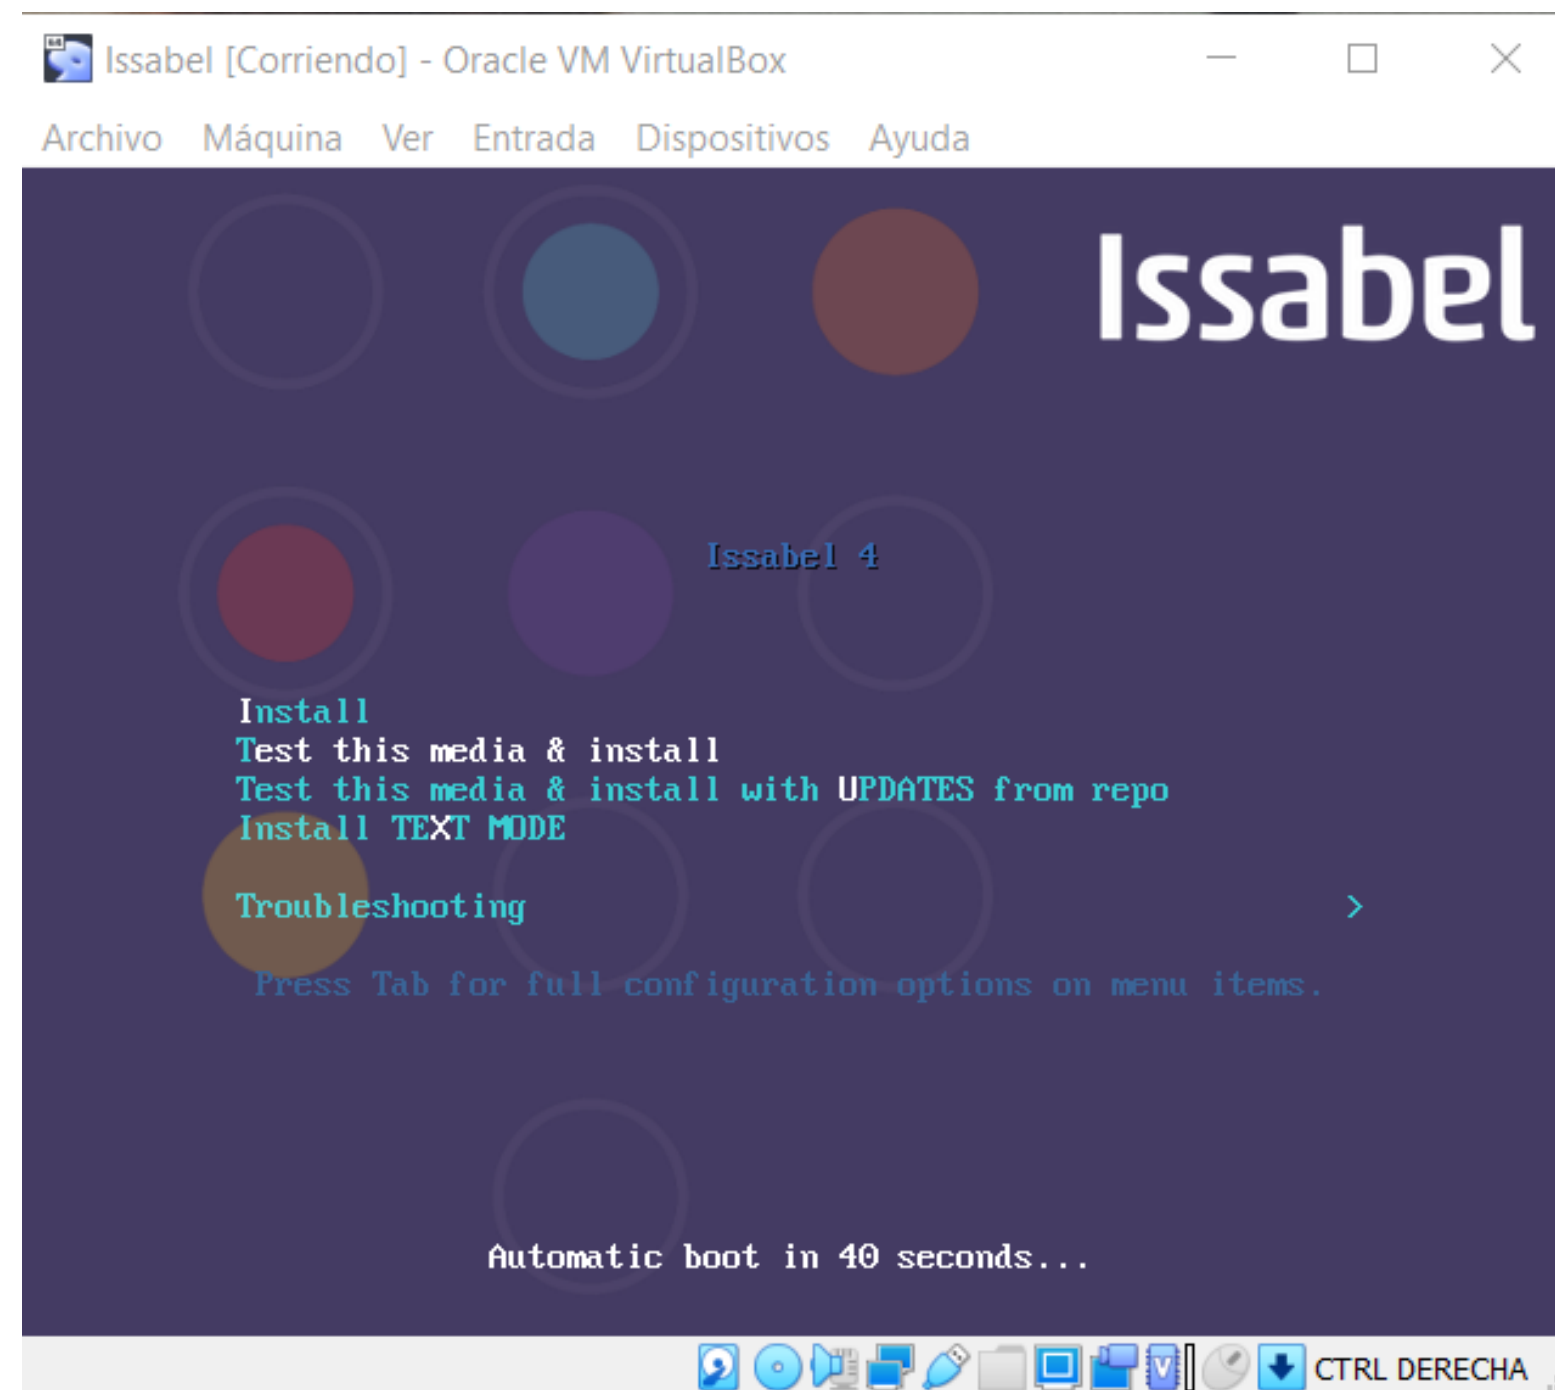 Issabel [Corriendo] - Oracle VM VirtualBox
Archivo Máquina Ver Entrada Dispositivos Ayuda
Issabel
Issabel 4
Install
Test this media & install
Test this media & install with UPDATES from repo
Install TEXT MODE
Troubleshooting >
Press Tab for full configuration options on menu items.
Automatic boot in 40 seconds...
CTRL DERECHA